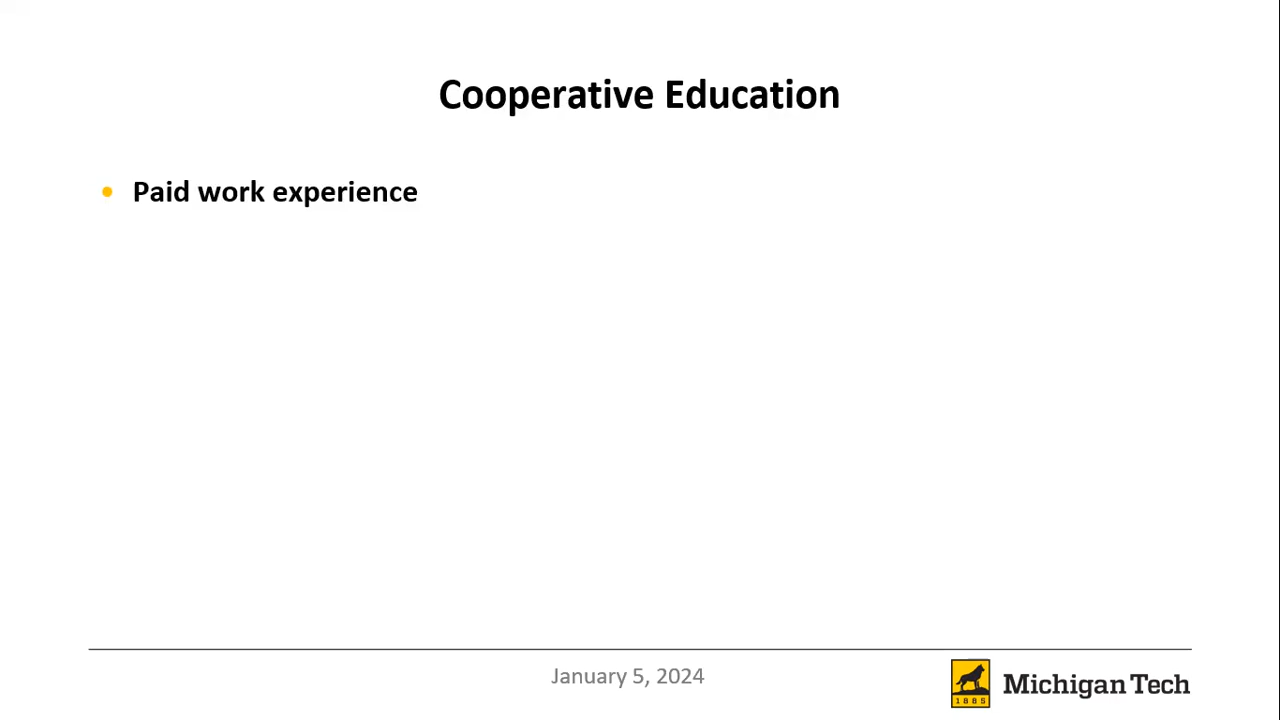 Cooperative Education
• Paid work experience
January 5, 2024
1885
Michigan Tech